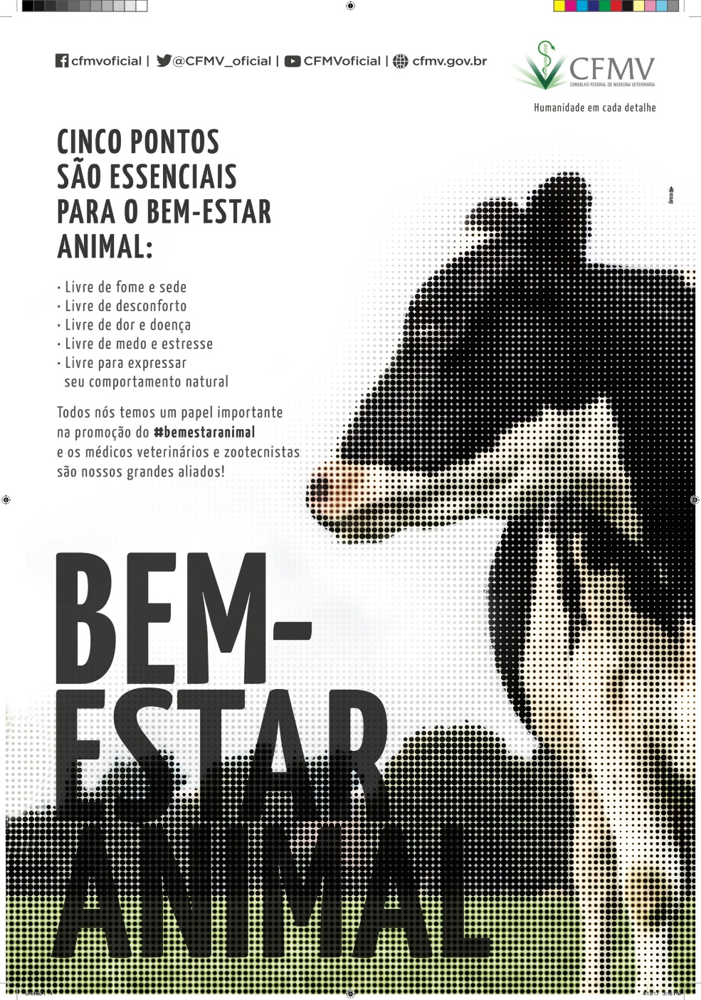 cfmvoficial | @CFMV_oficial | CFMVoficial | cfmv.gov.br
CFMV
CONSELHO FEDERAL DE MEDICINA VETERINÁRIA
Humanidade em cada detalhe
CINCO PONTOS
SÃO ESSENCIAIS
PARA O BEM-ESTAR
ANIMAL:
• Livre de fome e sede
• Livre de desconforto
• Livre de dor e doença
• Livre de medo e estresse
• Livre para expressar
seu comportamento natural
Todos nós temos um papel importante
na promoção do #bemestaranimal
e os médicos veterinários e zootecnistas
são nossos grandes aliados!
BEM-
ESTAR
ANIMAL